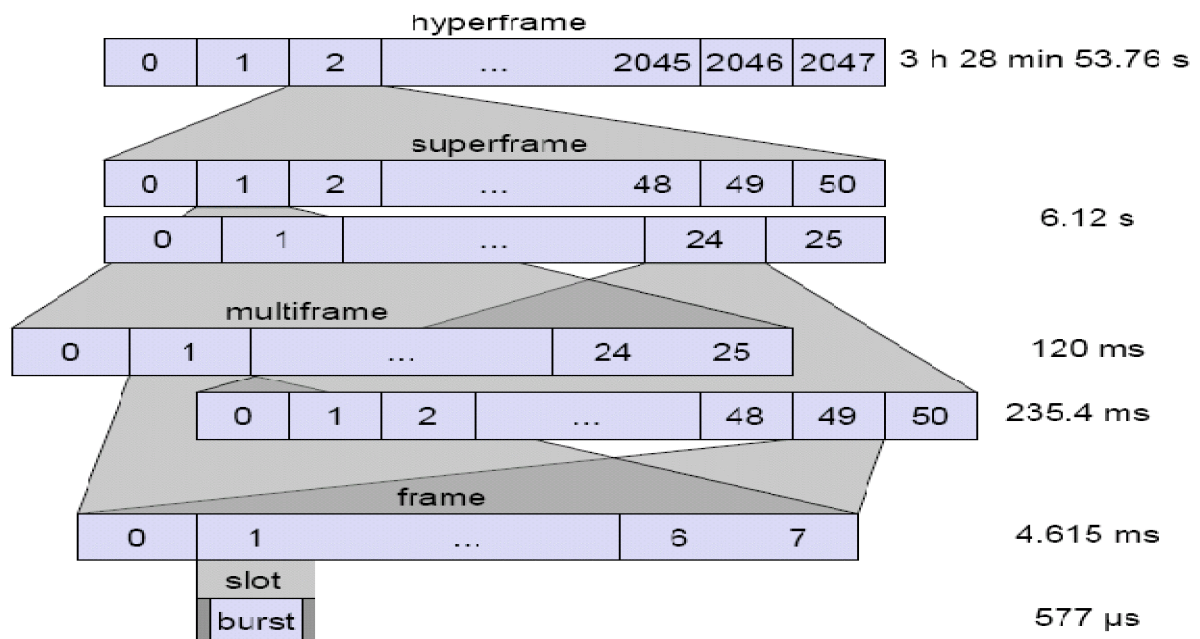 hyperframe
0 1 2 ... 2045 2046 2047 3 h 28 min 53.76 s
superframe
0 1 2 ... 48 49 50
6.12 s
0 1 ... 24 25
multiframe
0 1 ... 24 25 120 ms
0 1 2 ... 48 49 50 235.4 ms
frame
0 1 ... 6 7 4.615 ms
slot
burst 577 µs